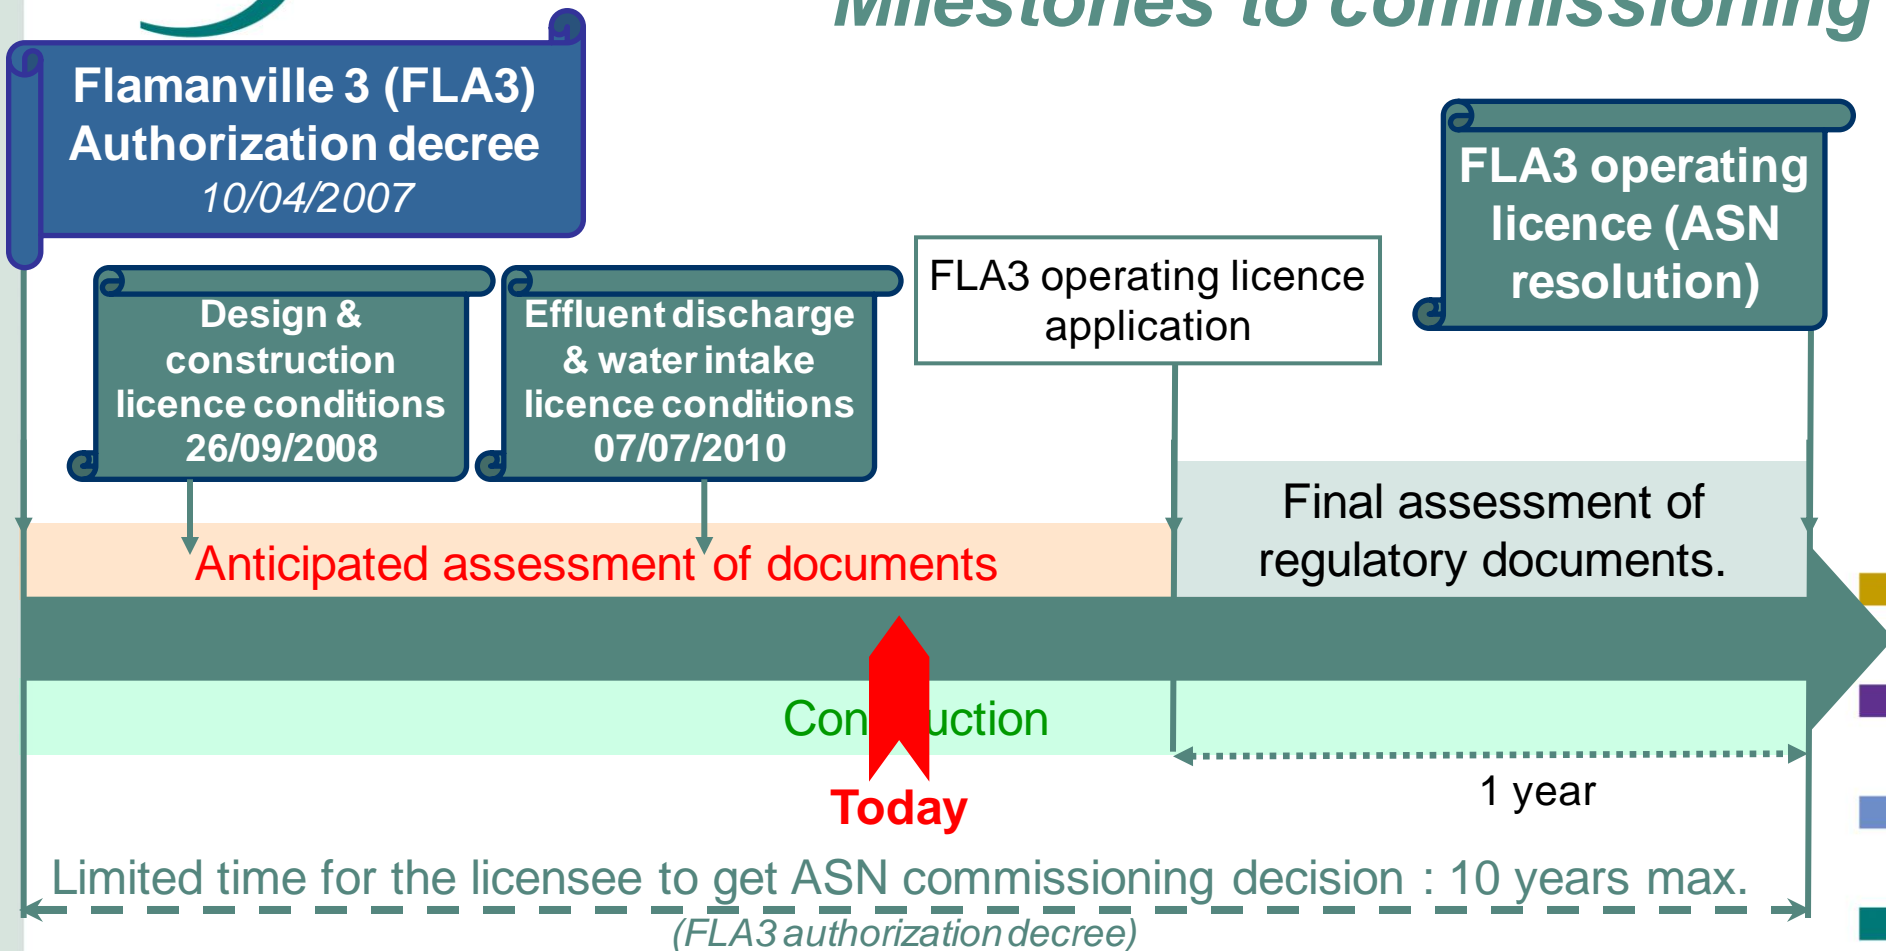 Milestones to commissioning
Flamanville 3 (FLA3)
Authorization decree
10/04/2007
FLA3 operating
licence (ASN
resolution)
FLA3 operating licence
application
Design &
construction
licence conditions
26/09/2008
Effluent discharge
& water intake
licence conditions
07/07/2010
Final assessment of
regulatory documents.
Anticipated assessment of documents
Con uction
Today
1 year
Limited time for the licensee to get ASN commissioning decision : 10 years max.
(FLA3 authorization decree)